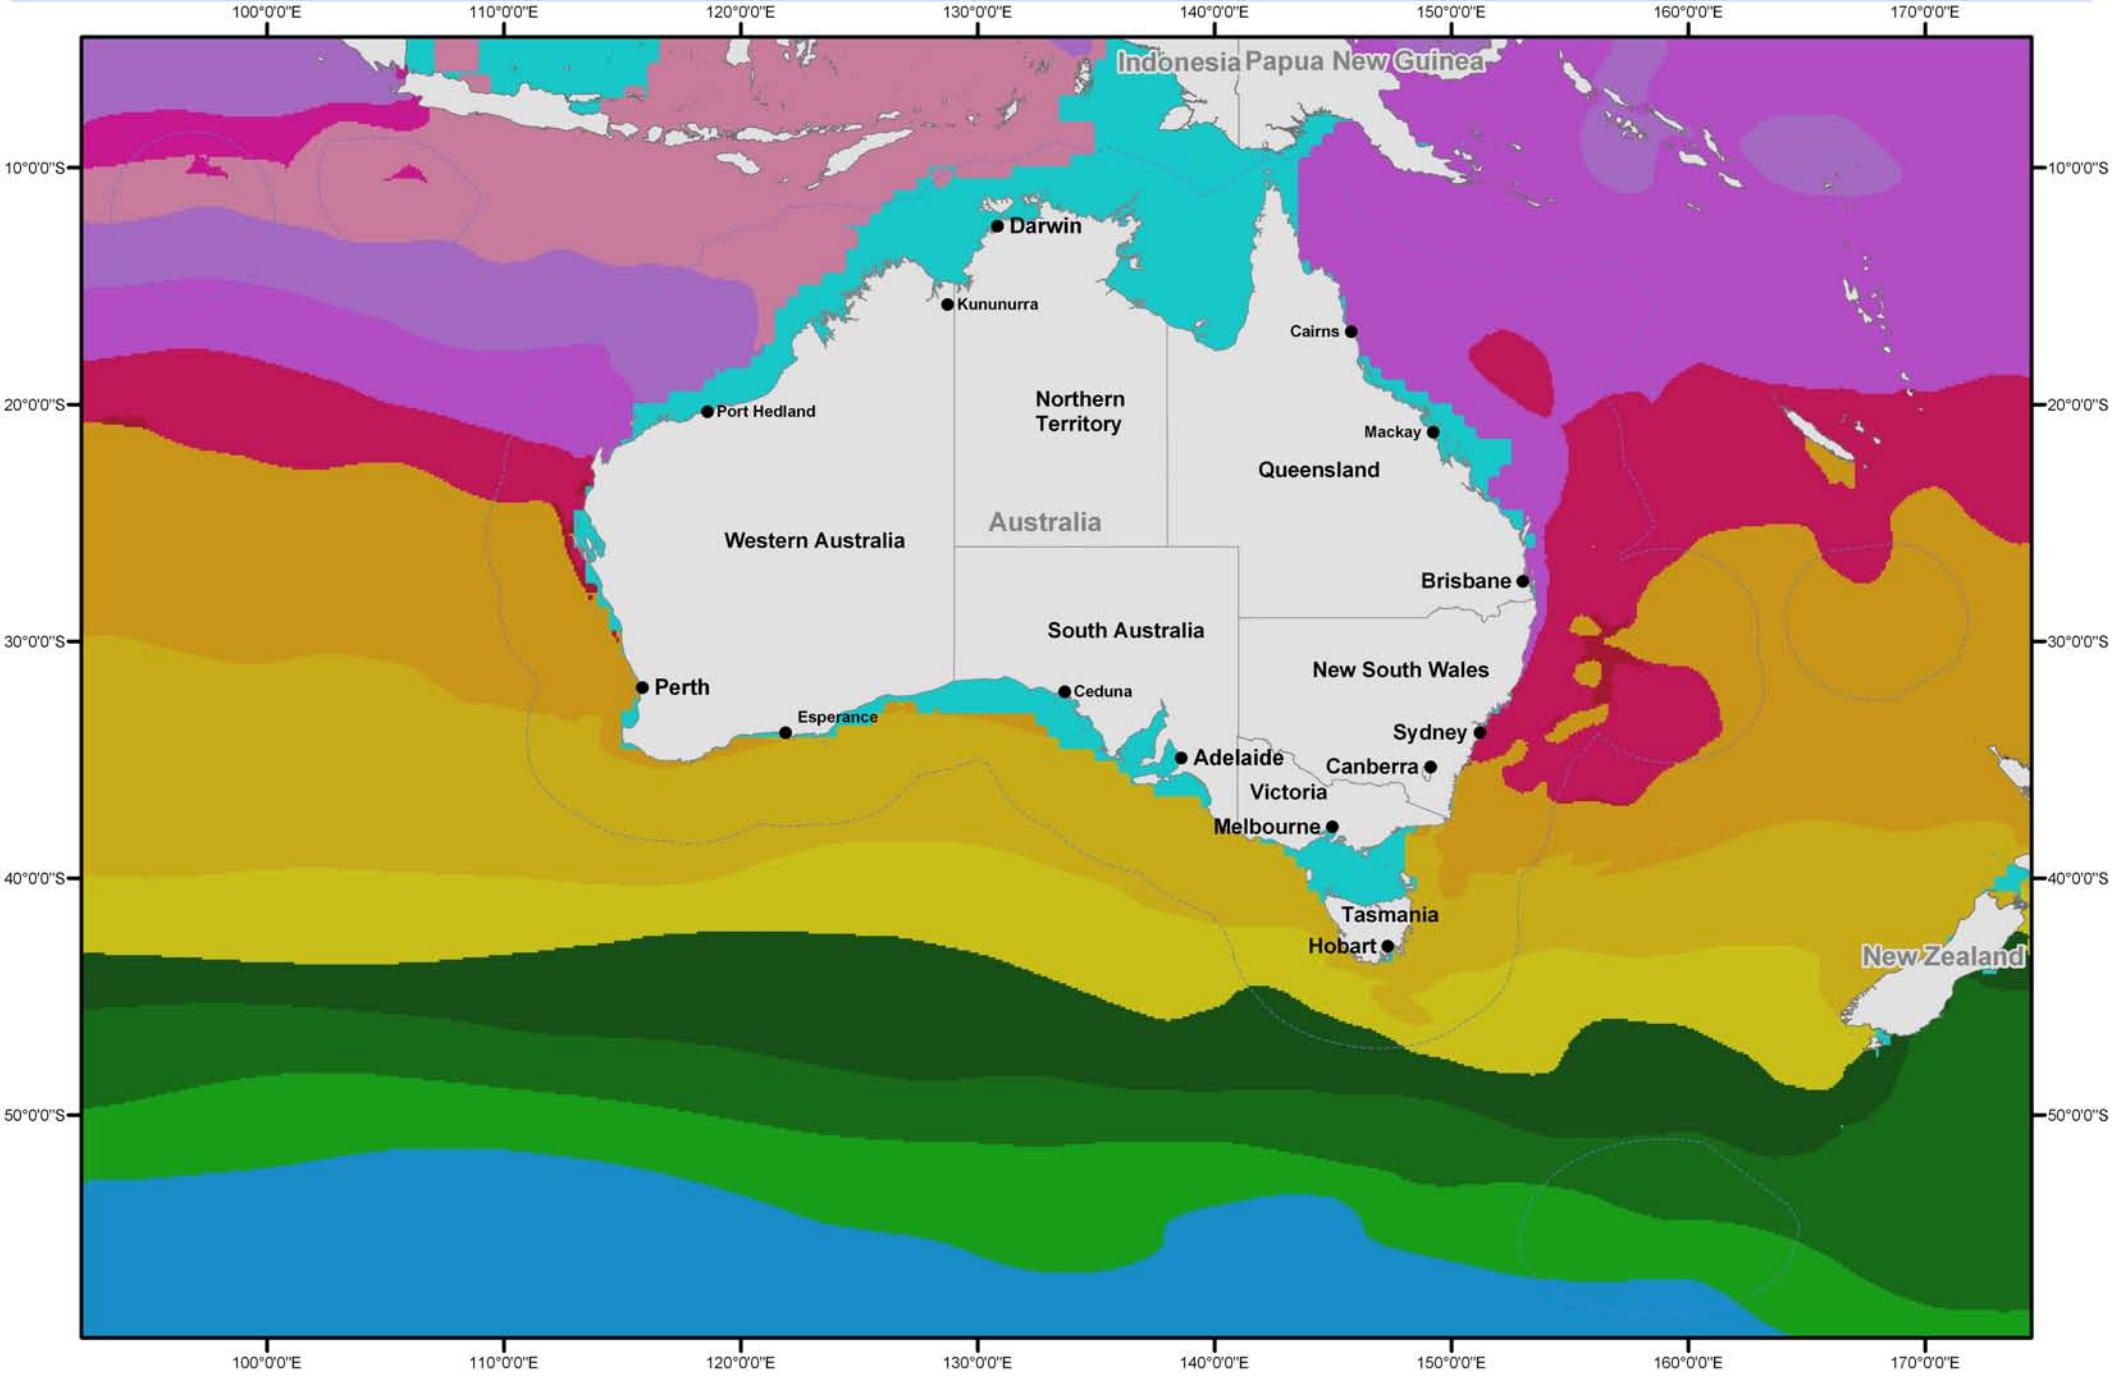 100°0'0"E 110°0'0"E 120°0'0"E 130°0'0"E 140°0'0"E 150°0'0"E 160°0'0"E 170°0'0"E
Indonesia Papua New Guinea
10°0'0"S 10°0'0"S
Darwin
Kununurra
Cairns
Northern
Territory
20°0'0"S 20°0'0"S
Port Hedland
Mackay
Queensland
Australia
Western Australia
Brisbane
South Australia
30°0'0"S 30°0'0"S
New South Wales
Perth
Ceduna
Esperance
Sydney
Adelaide
Canberra
Victoria
Melbourne
40°0'0"S 40°0'0"S
Tasmania
Hobart
New Zealand
50°0'0"S 50°0'0"S
100°0'0"E 110°0'0"E 120°0'0"E 130°0'0"E 140°0'0"E 150°0'0"E 160°0'0"E 170°0'0"E